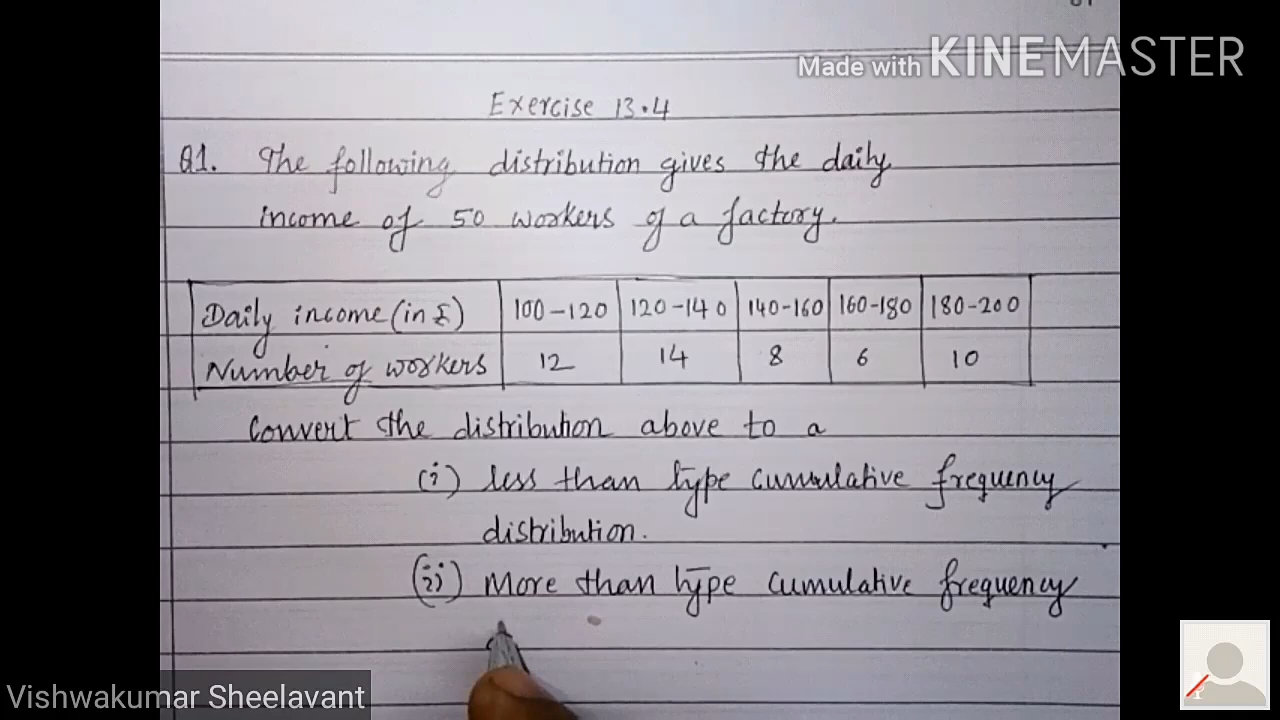 Made with KINEMASTER
Exercise 13.4
Q1. The following distribution gives the daily
income of 50 workers of a factory.
Daily income (in ₹) 100-120 120-140 140-160 160-180 180-200
Number of workers 12 14 8 6 10
Convert the distribution above to a
(i) less than type cumulative frequency
distribution.
(ii) More than type cumulative frequency
Vishwakumar Sheelavant